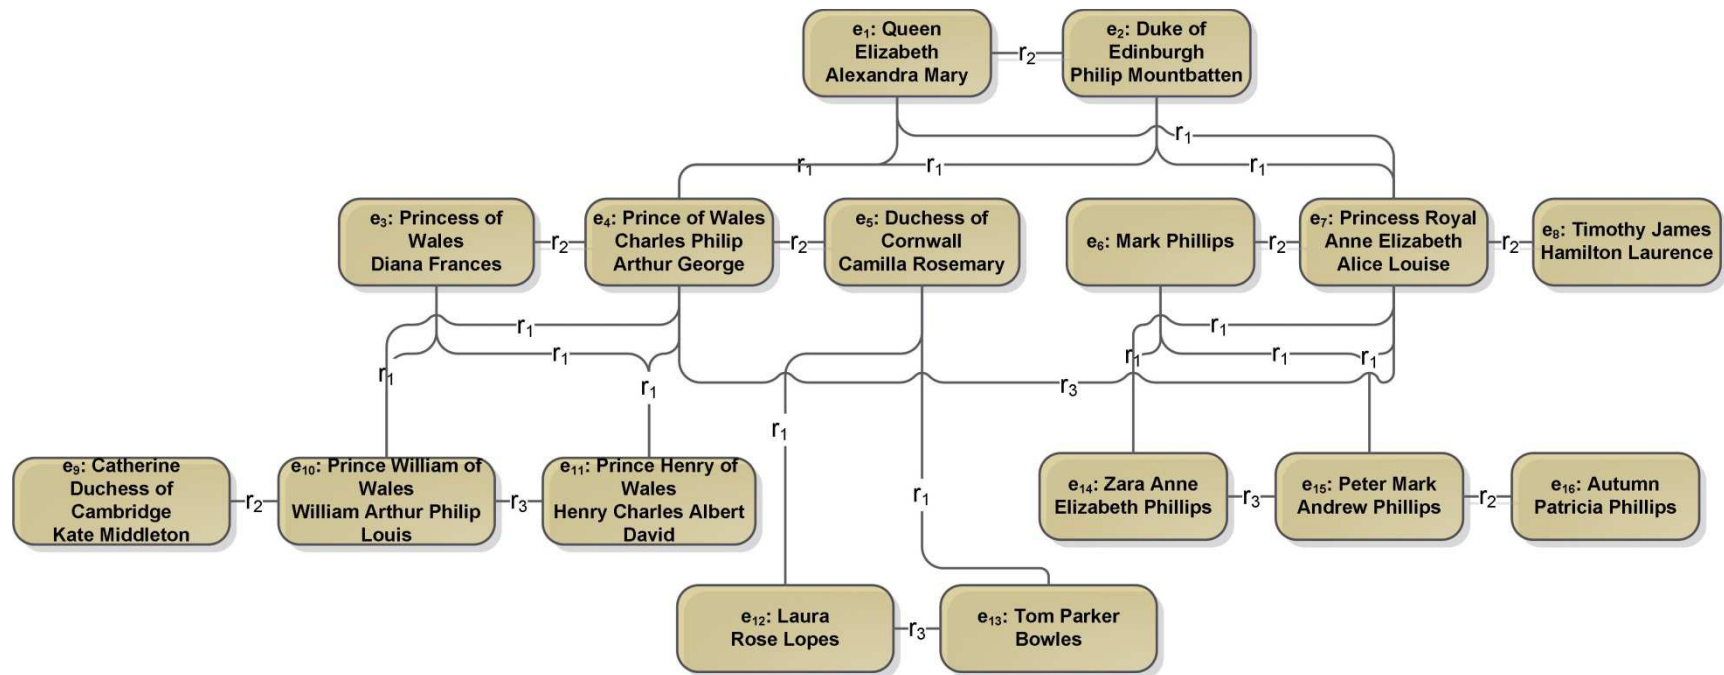 e₁: Queen
Elizabeth
Alexandra Mary
r₂
e₂: Duke of
Edinburgh
Philip Mountbatten
r₁
r₁
r₁
r₁
e₃: Princess of
Wales
Diana Frances
r₂
e₄: Prince of Wales
Charles Philip
Arthur George
r₂
e₅: Duchess of
Cornwall
Camilla Rosemary
e₆: Mark Phillips
r₂
e₇: Princess Royal
Anne Elizabeth
Alice Louise
r₂
e₈: Timothy James
Hamilton Laurence
r₁
r₁
r₁
r₁
r₁
r₁
r₁
r₁
r₃
r₁
e₉: Catherine
Duchess of
Cambridge
Kate Middleton
r₂
e₁₀: Prince William of
Wales
William Arthur Philip
Louis
r₃
e₁₁: Prince Henry of
Wales
Henry Charles Albert
David
r₁
e₁₄: Zara Anne
Elizabeth Phillips
r₃
e₁₅: Peter Mark
Andrew Phillips
r₂
e₁₆: Autumn
Patricia Phillips
e₁₂: Laura
Rose Lopes
r₃
e₁₃: Tom Parker
Bowles